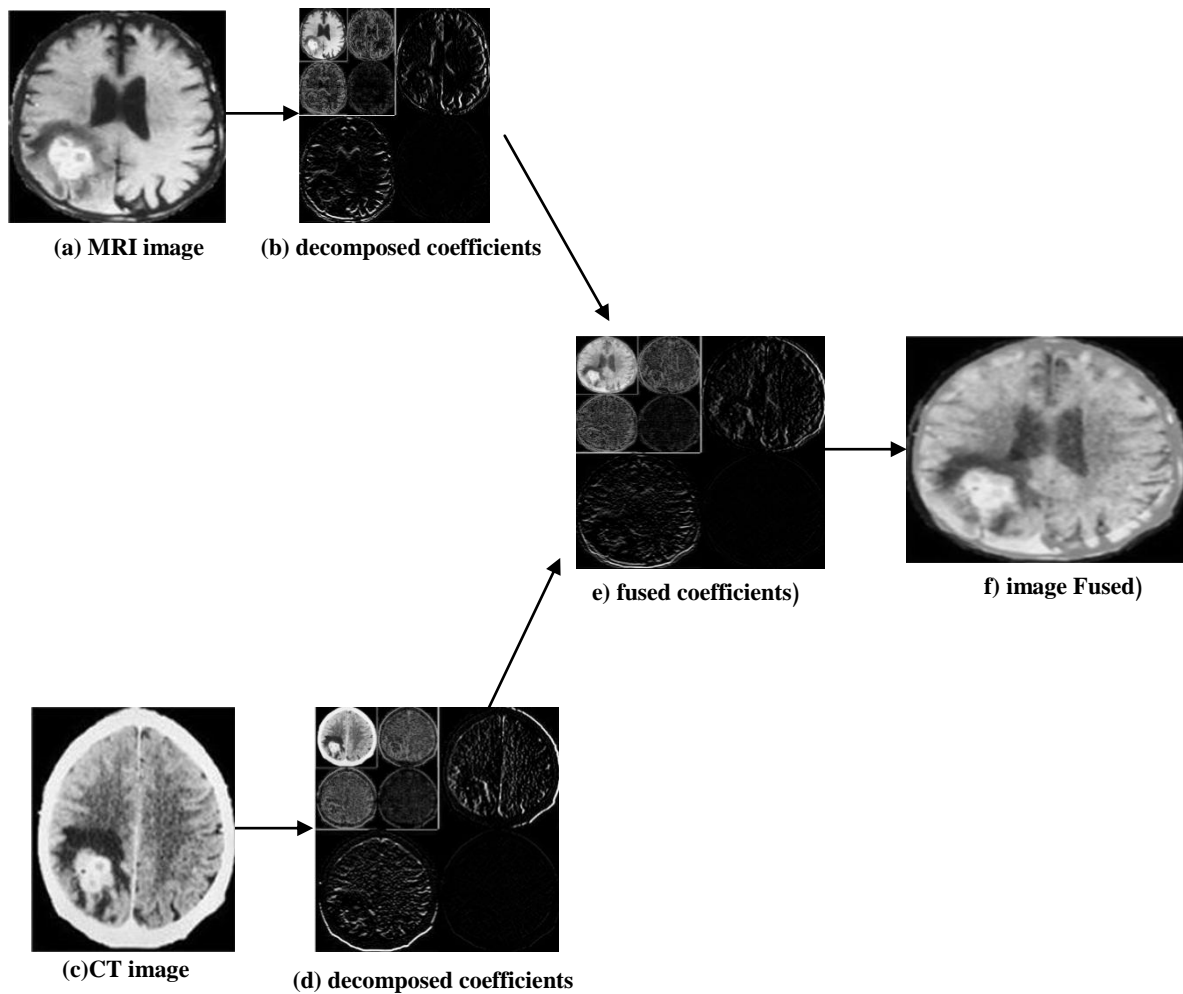 (a) MRI image
(b) decomposed coefficients
e) fused coefficients)
f) image Fused)
(c)CT image
(d) decomposed coefficients